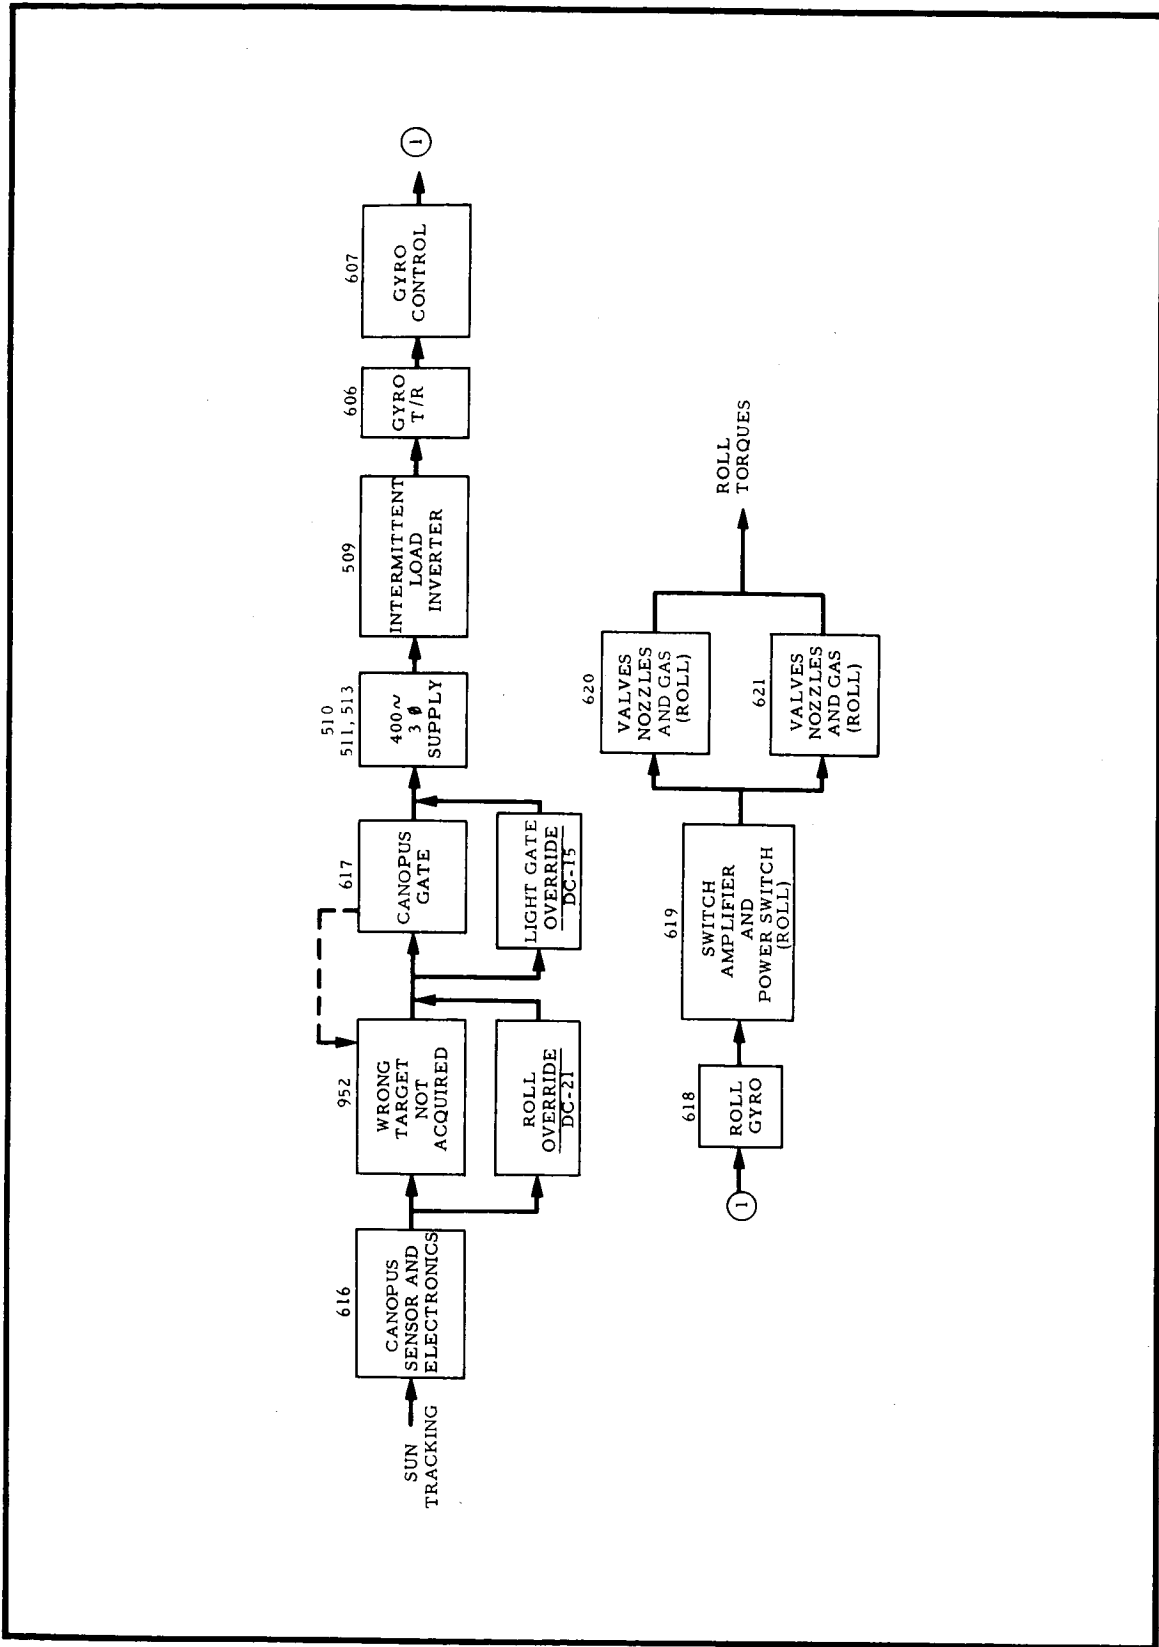 SUN
TRACKING
616
CANOPUS
SENSOR AND
ELECTRONICS
952
WRONG
TARGET
NOT
ACQUIRED
ROLL
OVERRIDE
DC-21
617
CANOPUS
GATE
LIGHT GATE
OVERRIDE
DC-15
510
511, 513
400~
3 ϕ
SUPPLY
509
INTERMITTENT
LOAD
INVERTER
606
GYRO
T/R
607
GYRO
CONTROL
1
1
618
ROLL
GYRO
619
SWITCH
AMPLIFIER
AND
POWER SWITCH
(ROLL)
620
VALVES
NOZZLES
AND GAS
(ROLL)
621
VALVES
NOZZLES
AND GAS
(ROLL)
ROLL
TORQUES